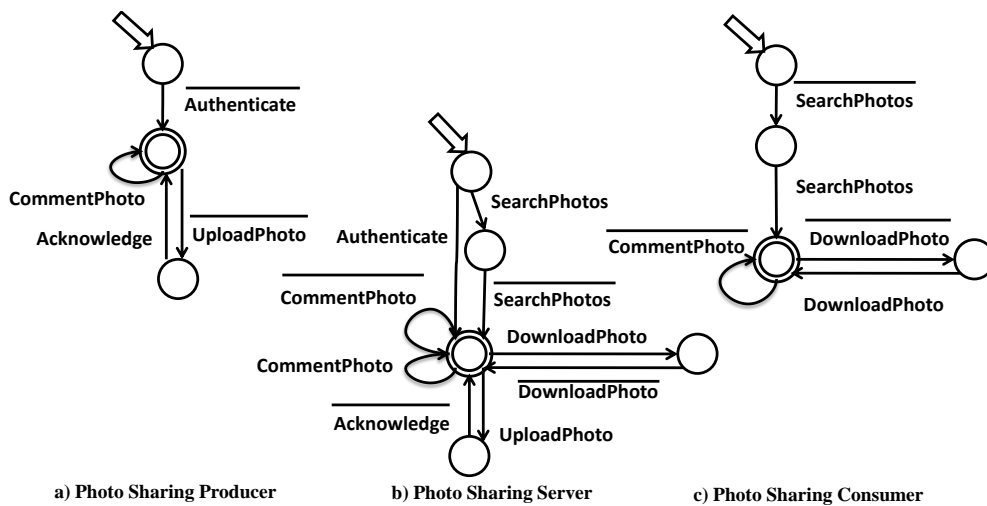 Authenticate
CommentPhoto
Acknowledge
UploadPhoto
a) Photo Sharing Producer
SearchPhotos
Authenticate
CommentPhoto
SearchPhotos
DownloadPhoto
CommentPhoto
DownloadPhoto
Acknowledge
UploadPhoto
b) Photo Sharing Server
SearchPhotos
SearchPhotos
CommentPhoto
DownloadPhoto
DownloadPhoto
c) Photo Sharing Consumer